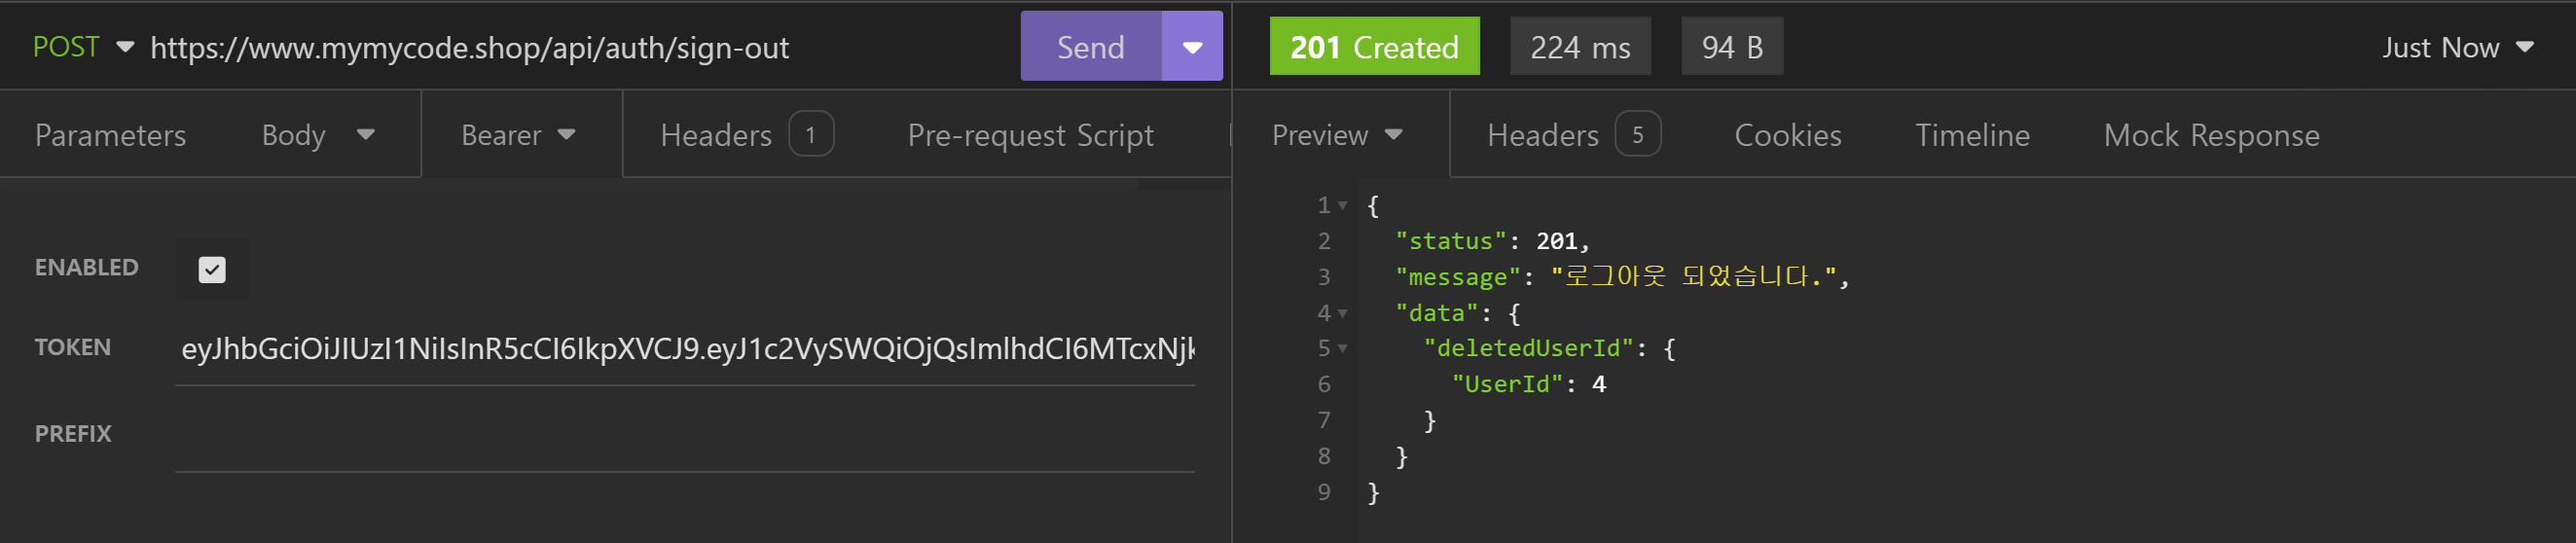 POST https://www.mymycode.shop/api/auth/sign-out Send 201 Created 224 ms 94 B Just Now
Parameters Body Bearer Headers 1 Pre-request Script Preview Headers 5 Cookies Timeline Mock Response
ENABLED
TOKEN eyJhbGciOiJIUzI1NiIsInR5cCI6IkpXVCJ9.eyJ1c2VySWQiOjQsImlhdCI6MTcxNjk
PREFIX
1 {
2 "status": 201,
3 "message": "로그아웃 되었습니다.",
4 "data": {
5 "deletedUserId": {
6 "UserId": 4
7 }
8 }
9 }